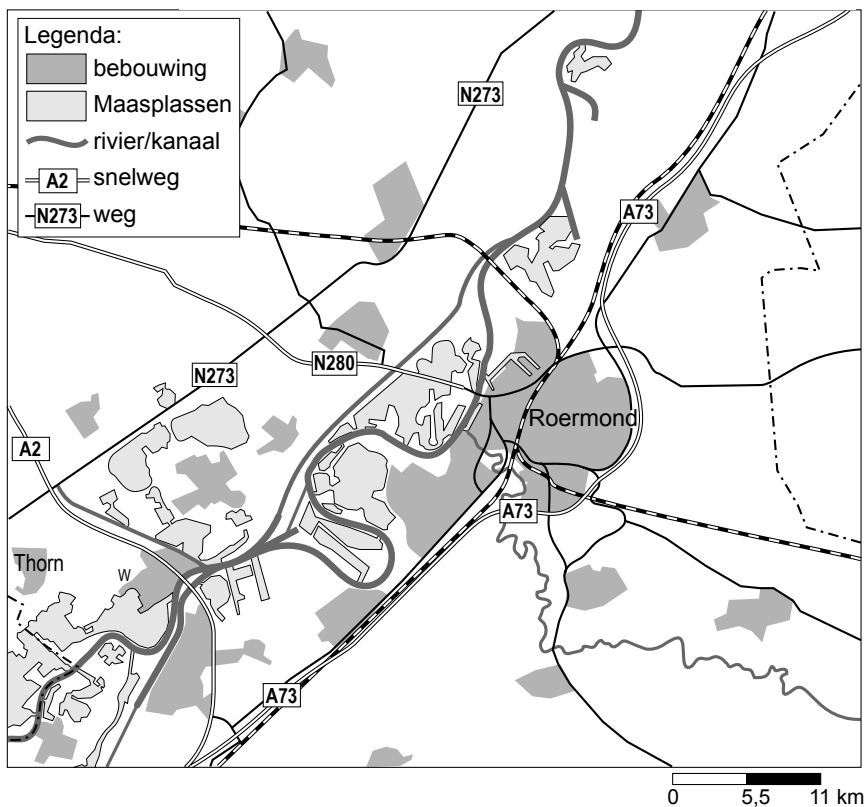 Legenda:
bebouwing
Maasplassen
rivier/kanaal
A2 snelweg
N273 weg
N273
A73
N280
N273
Roermond
A2
A73
Thorn
W
A73
0 5,5 11 km